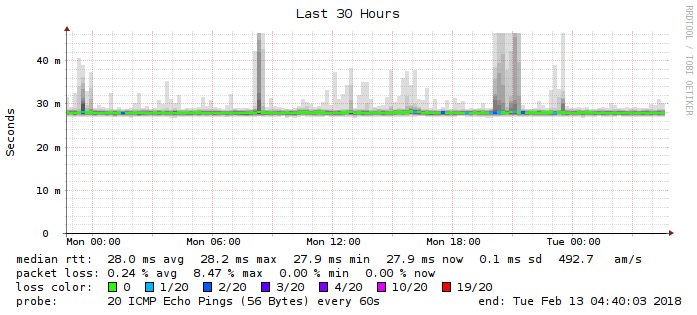 Last 30 Hours
RRDTOOL / TOBI OETIKER
Seconds
40 m
30 m
20 m
10 m
0
Mon 00:00 Mon 06:00 Mon 12:00 Mon 18:00 Tue 00:00
median rtt: 28.0 ms avg 28.2 ms max 27.9 ms min 27.9 ms now 0.1 ms sd 492.7 am/s
packet loss: 0.24 % avg 8.47 % max 0.00 % min 0.00 % now
loss color: 0 1/20 2/20 3/20 4/20 10/20 19/20
probe: 20 ICMP Echo Pings (56 Bytes) every 60s end: Tue Feb 13 04:40:03 2018